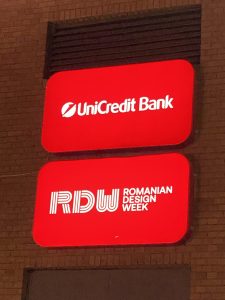 UniCredit Bank
RDW ROMANIAN
DESIGN
WEEK